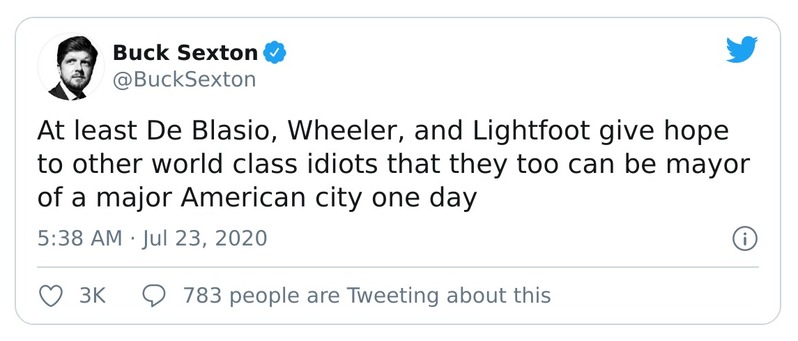 Buck Sexton
@BuckSexton
At least De Blasio, Wheeler, and Lightfoot give hope
to other world class idiots that they too can be mayor
of a major American city one day
5:38 AM · Jul 23, 2020
3K 783 people are Tweeting about this